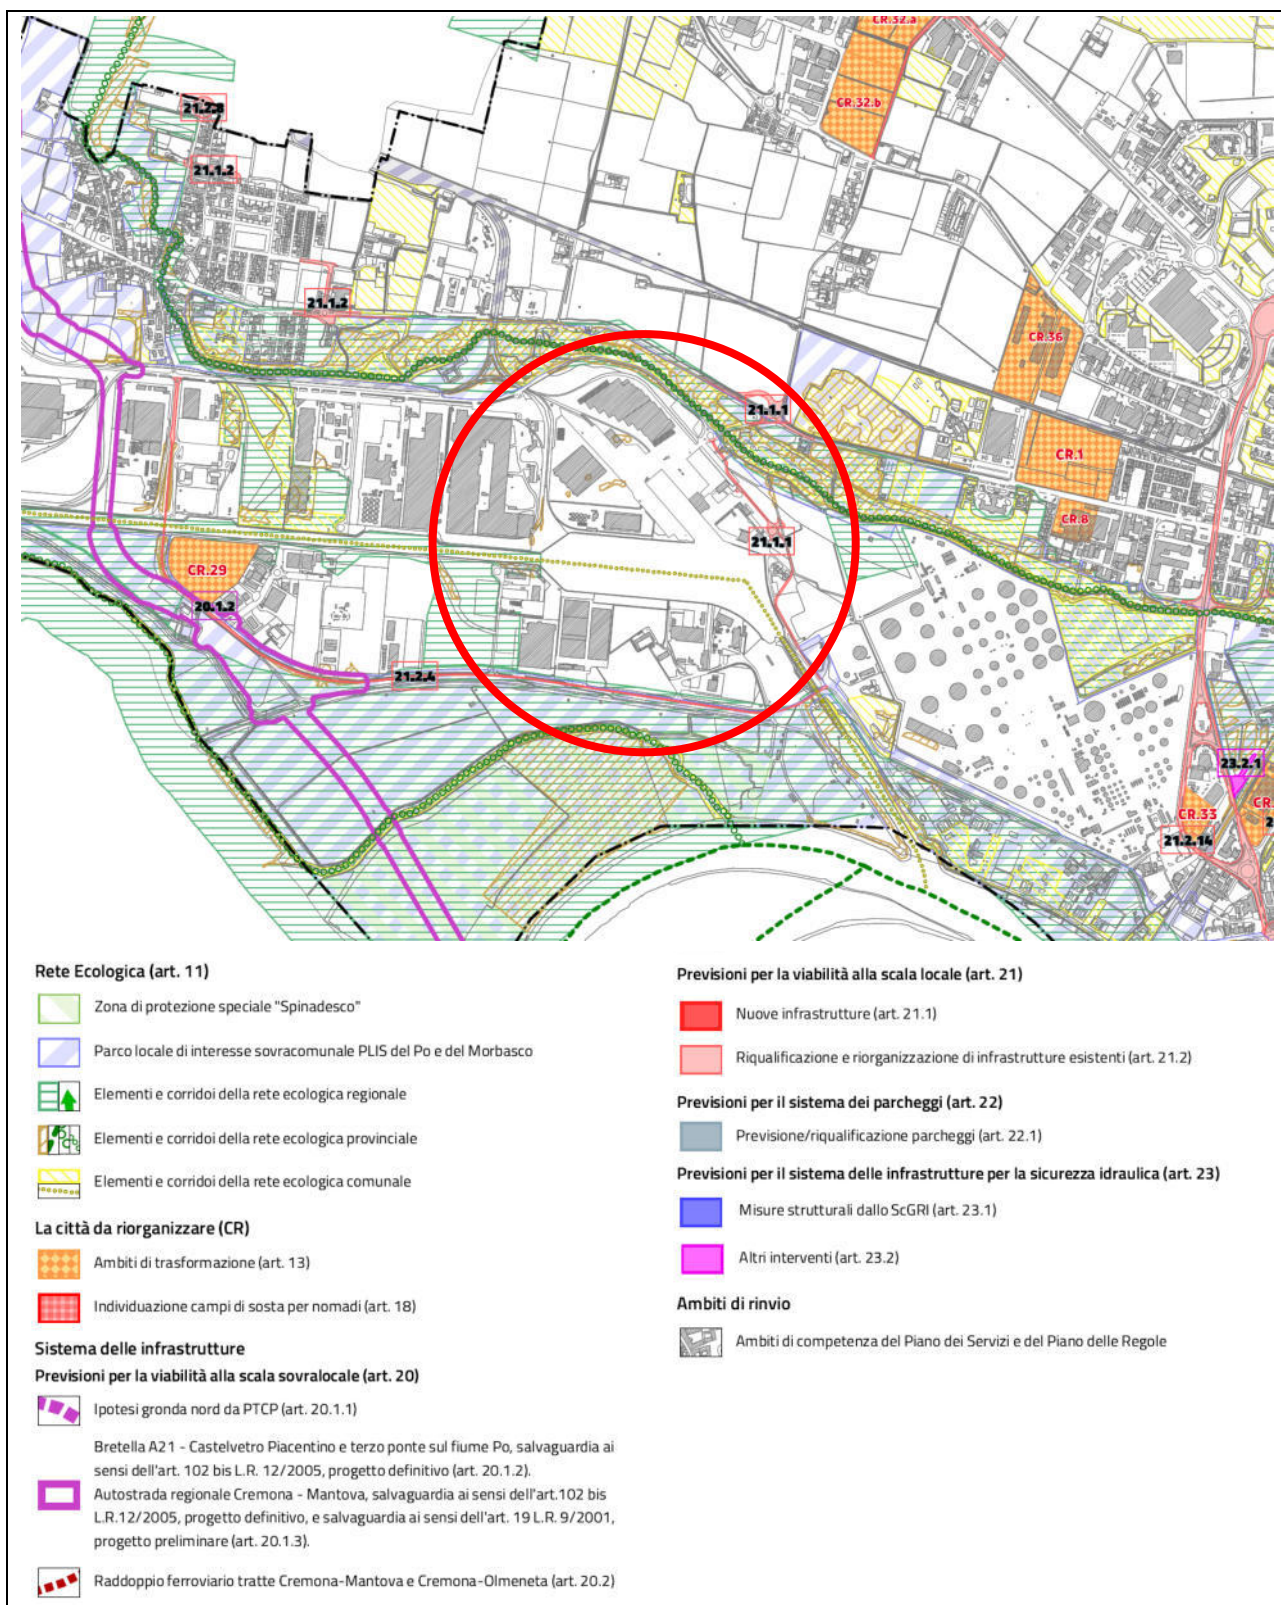 CR.32.a
CR.32.b
21.2.8
21.1.2
21.1.2
CR.36
21.1.1
CR.1
CR.8
21.1.1
CR.29
20.1.2
21.2.4
23.2.1
CR.33
CR.
21.2.14
2
Rete Ecologica (art. 11)
Zona di protezione speciale "Spinadesco"
Parco locale di interesse sovracomunale PLIS del Po e del Morbasco
Elementi e corridoi della rete ecologica regionale
Elementi e corridoi della rete ecologica provinciale
Elementi e corridoi della rete ecologica comunale
La città da riorganizzare (CR)
Ambiti di trasformazione (art. 13)
Individuazione campi di sosta per nomadi (art. 18)
Sistema delle infrastrutture
Previsioni per la viabilità alla scala sovralocale (art. 20)
Ipotesi gronda nord da PTCP (art. 20.1.1)
Bretella A21 - Castelvetro Piacentino e terzo ponte sul fiume Po, salvaguardia ai
sensi dell'art. 102 bis L.R. 12/2005, progetto definitivo (art. 20.1.2).
Autostrada regionale Cremona - Mantova, salvaguardia ai sensi dell'art.102 bis
L.R.12/2005, progetto definitivo, e salvaguardia ai sensi dell'art. 19 L.R. 9/2001,
progetto preliminare (art. 20.1.3).
Raddoppio ferroviario tratte Cremona-Mantova e Cremona-Olmeneta (art. 20.2)
Previsioni per la viabilità alla scala locale (art. 21)
Nuove infrastrutture (art. 21.1)
Riqualificazione e riorganizzazione di infrastrutture esistenti (art. 21.2)
Previsioni per il sistema dei parcheggi (art. 22)
Previsione/riqualificazione parcheggi (art. 22.1)
Previsioni per il sistema delle infrastrutture per la sicurezza idraulica (art. 23)
Misure strutturali dallo ScGRI (art. 23.1)
Altri interventi (art. 23.2)
Ambiti di rinvio
Ambiti di competenza del Piano dei Servizi e del Piano delle Regole